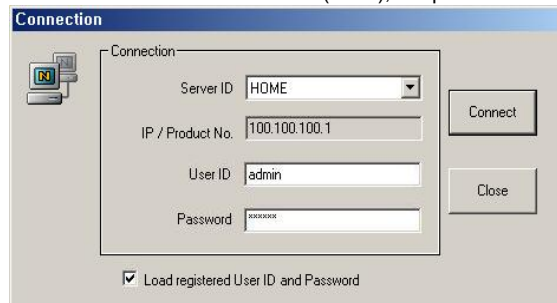 Connection
Connection
Server ID HOME
Connect
IP / Product No. 100.100.100.1
User ID admin
Close
Password xxxxxx
Load registered User ID and Password